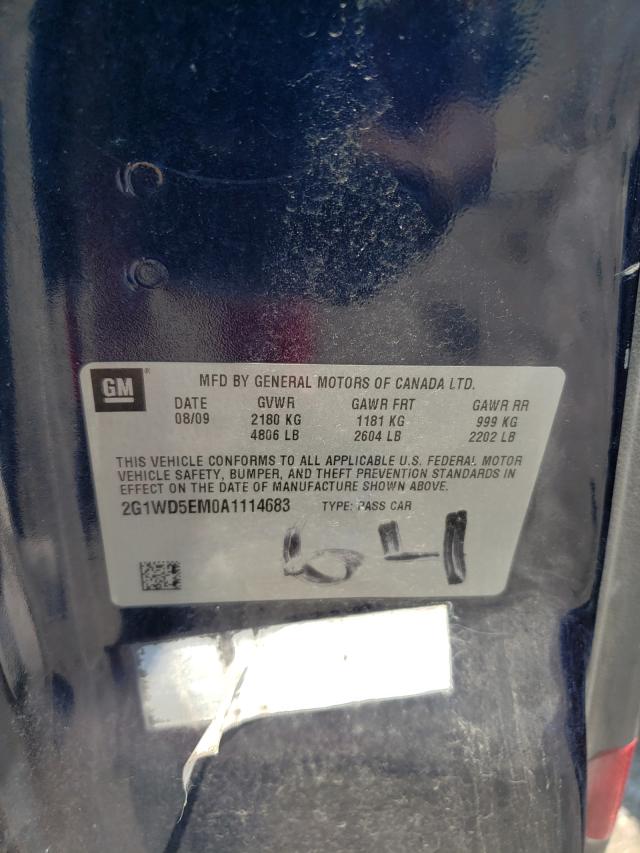 GM ® MFD BY GENERAL MOTORS OF CANADA LTD.
DATE GVWR GAWR FRT GAWR RR
08/09 2180 KG 1181 KG 999 KG
4806 LB 2604 LB 2202 LB
THIS VEHICLE CONFORMS TO ALL APPLICABLE U.S. FEDERAL MOTOR
VEHICLE SAFETY, BUMPER, AND THEFT PREVENTION STANDARDS IN
EFFECT ON THE DATE OF MANUFACTURE SHOWN ABOVE.
2G1WD5EM0A1114683 TYPE: PASS CAR